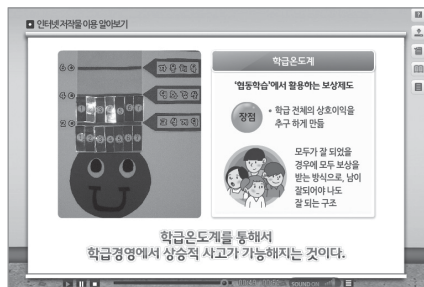 인터넷저작물 이용 알아보기
학급온도계
‘협동학습’에서 활용하는 보상제도
장점
• 학급 전체의 상호이익을
추구 하게 만듦
모두가 잘 되었을
경우에 모두 보상을
받는 방식으로, 남이
잘되어야 나도
잘 되는 구조
학급온도계를 통해서
학급경영에서 상승적 사고가 가능해지는 것이다.
SOUND ON